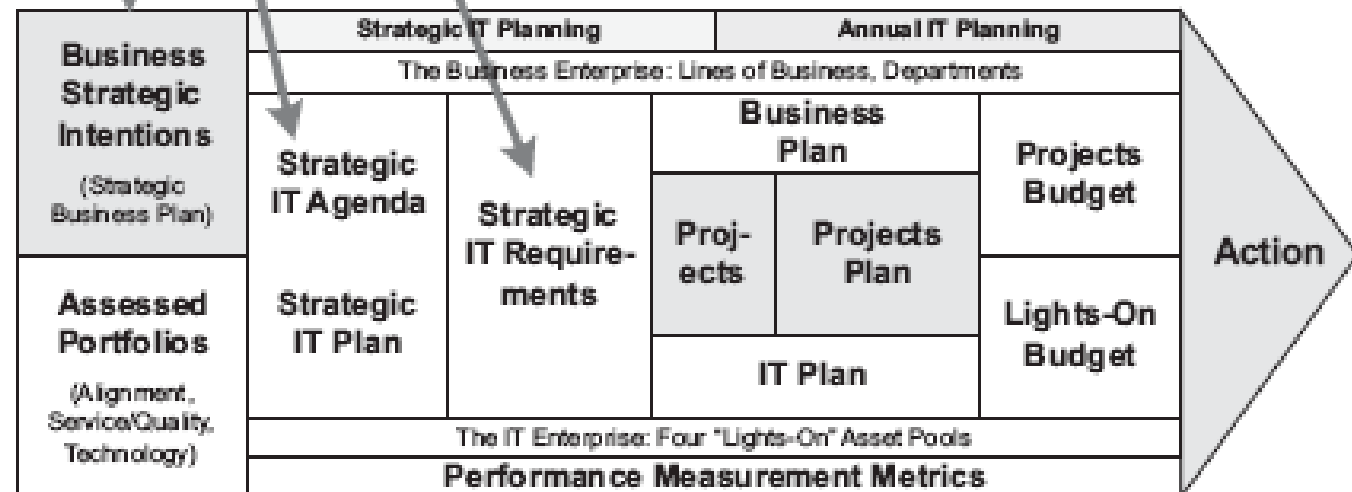 Business
Strategic
Intentions
(Strategic
Business Plan)
Assessed
Portfolios
(Alignment,
Service/Quality,
Technology)
Strategic IT Planning
Annual IT Planning
The Business Enterprise: Lines of Business, Departments
Strategic
IT Agenda
Strategic
IT Plan
Strategic
IT Require-
ments
Business
Plan
Proj-
ects
Projects
Plan
IT Plan
Projects
Budget
Lights-On
Budget
The IT Enterprise: Four "Lights-On" Asset Pools
Performance Measurement Metrics
Action